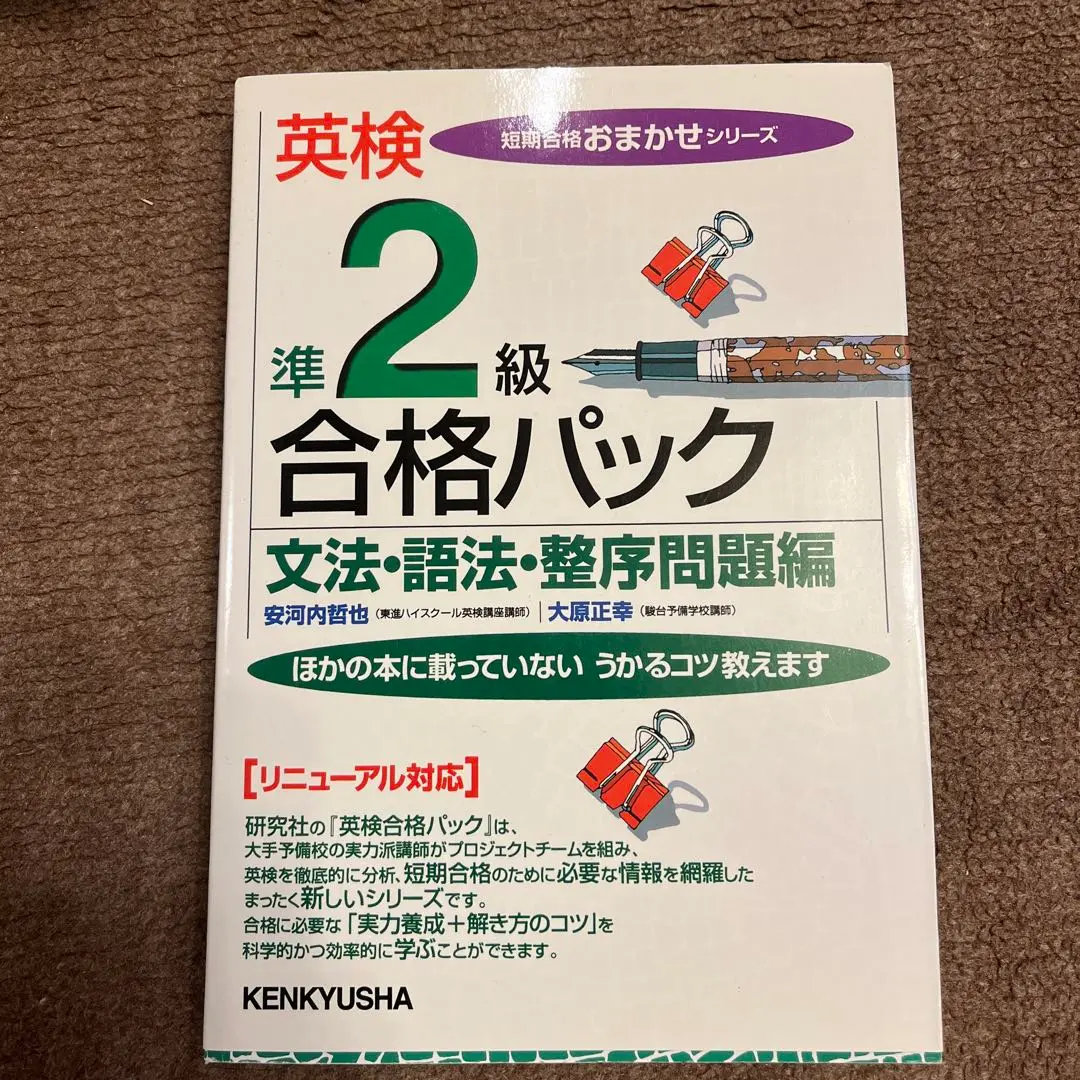 英検
短期合格おまかせシリーズ
準2級
合格パック
文法・語法・整序問題編
安河内哲也(東進ハイスクール英検講座講師)|大原正幸(駿台予備学校講師)
ほかの本に載っていない うかるコツ教えます
[リニューアル対応]
研究社の『英検合格パック』は、
大手予備校の実力派講師がプロジェクトチームを組み、
英検を徹底的に分析、短期合格のために必要な情報を網羅した
まったく新しいシリーズです。
合格に必要な「実力養成+解き方のコツ」を
科学的かつ効率的に学ぶことができます。
KENKYUSHA